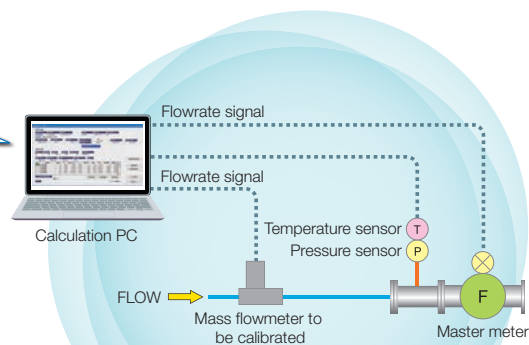 Flowrate signal
Flowrate signal
Calculation PC
Temperature sensor
T
Pressure sensor
P
FLOW
F
Mass flowmeter to
be calibrated
Master meter